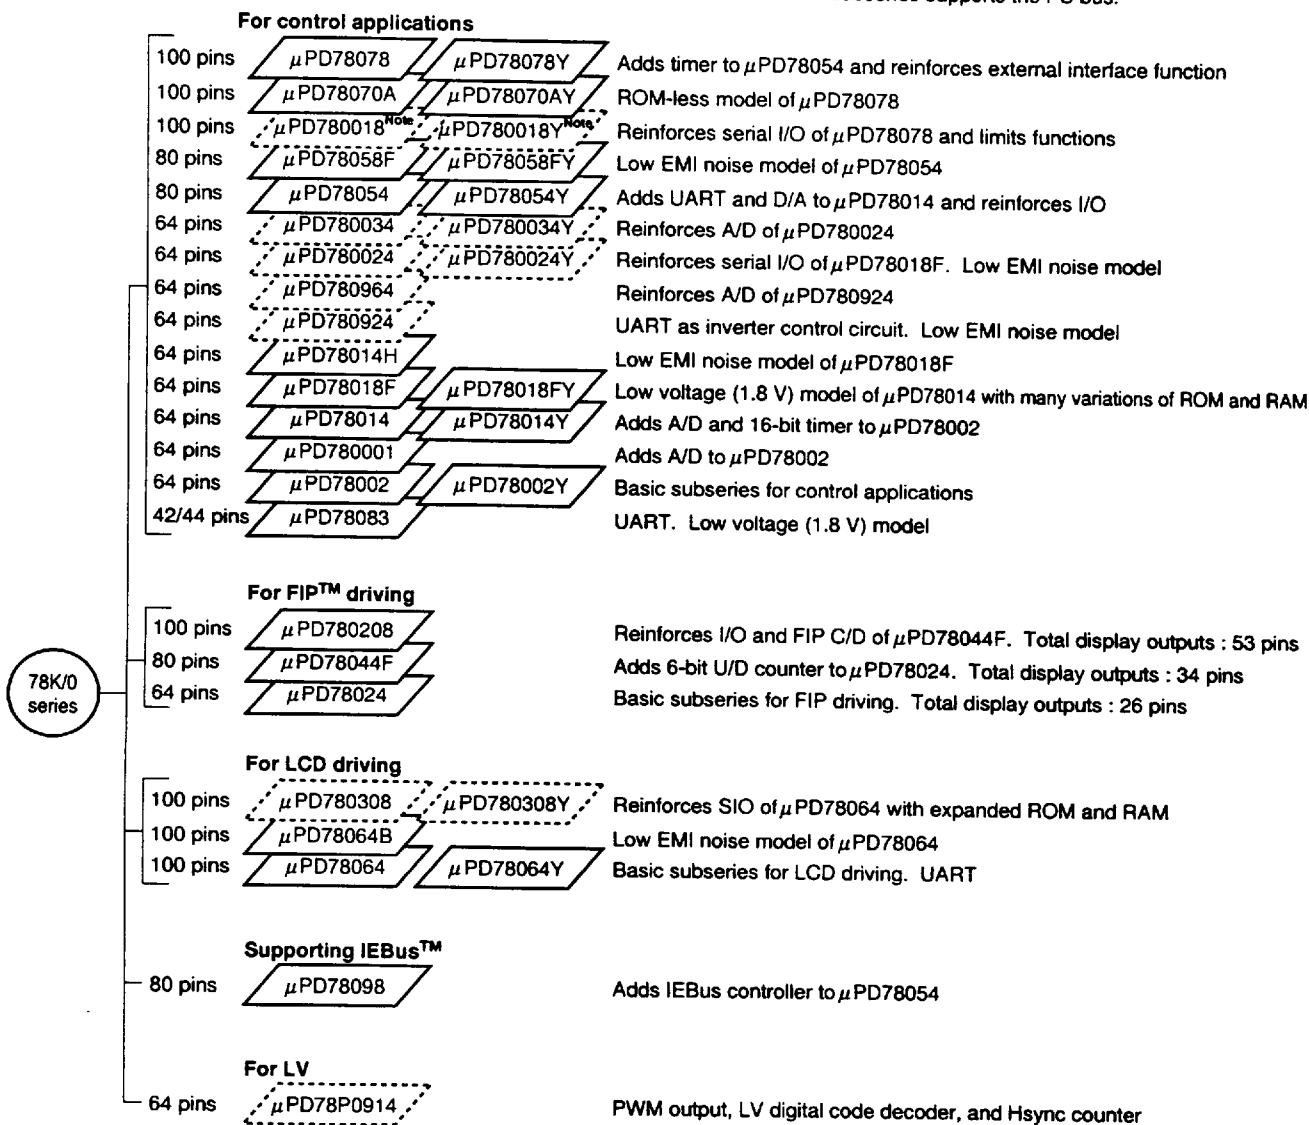 supports the I²C bus.
For control applications
100 pins μPD78078 μPD78078Y Adds timer to μPD78054 and reinforces external interface function
100 pins μPD78070A μPD78070AY ROM-less model of μPD78078
100 pins μPD780018Note μPD780018YNote Reinforces serial I/O of μPD78078 and limits functions
80 pins μPD78058F μPD78058FY Low EMI noise model of μPD78054
80 pins μPD78054 μPD78054Y Adds UART and D/A to μPD78014 and reinforces I/O
64 pins μPD780034 μPD780034Y Reinforces A/D of μPD780024
64 pins μPD780024 μPD780024Y Reinforces serial I/O of μPD78018F. Low EMI noise model
64 pins μPD780964 Reinforces A/D of μPD780924
64 pins μPD780924 UART as inverter control circuit. Low EMI noise model
64 pins μPD78014H Low EMI noise model of μPD78018F
64 pins μPD78018F μPD78018FY Low voltage (1.8 V) model of μPD78014 with many variations of ROM and RAM
64 pins μPD78014 μPD78014Y Adds A/D and 16-bit timer to μPD78002
64 pins μPD780001 Adds A/D to μPD78002
64 pins μPD78002 μPD78002Y Basic subseries for control applications
42/44 pins μPD78083 UART. Low voltage (1.8 V) model
For FIP™ driving
100 pins μPD780208 Reinforces I/O and FIP C/D of μPD78044F. Total display outputs : 53 pins
80 pins μPD78044F Adds 6-bit U/D counter to μPD78024. Total display outputs : 34 pins
64 pins μPD78024 Basic subseries for FIP driving. Total display outputs : 26 pins
78K/0
series
For LCD driving
100 pins μPD780308 μPD780308Y Reinforces SIO of μPD78064 with expanded ROM and RAM
100 pins μPD78064B Low EMI noise model of μPD78064
100 pins μPD78064 μPD78064Y Basic subseries for LCD driving. UART
Supporting IEBus™
80 pins μPD78098 Adds IEBus controller to μPD78054
For LV
64 pins μPD78P0914 PWM output, LV digital code decoder, and Hsync counter